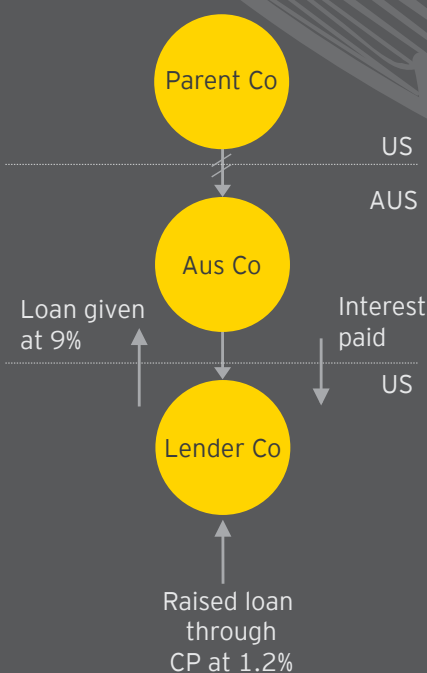 Parent Co
US
AUS
Aus Co
Loan given
at 9%
Interest
paid
US
Lender Co
Raised loan
through
CP at 1.2%